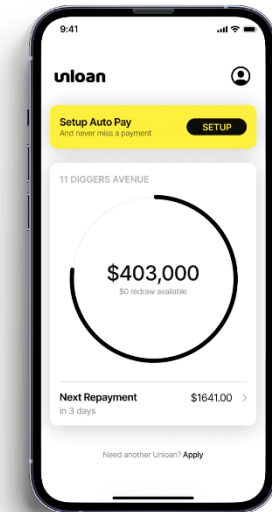 9:41
unloan
Setup Auto Pay
And never miss a payment
SETUP
11 DIGGERS AVENUE
$403,000
$0 redraw available
Next Repayment
$1641.00
in 3 days
Need another Unloan? Apply